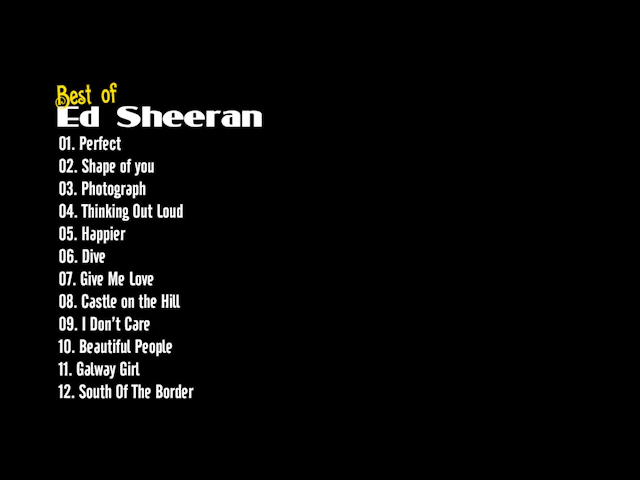 Best of
Ed Sheeran
01. Perfect
02. Shape of you
03. Photograph
04. Thinking Out Loud
05. Happier
06. Dive
07. Give Me Love
08. Castle on the Hill
09. I Don't Care
10. Beautiful People
11. Galway Girl
12. South Of The Border